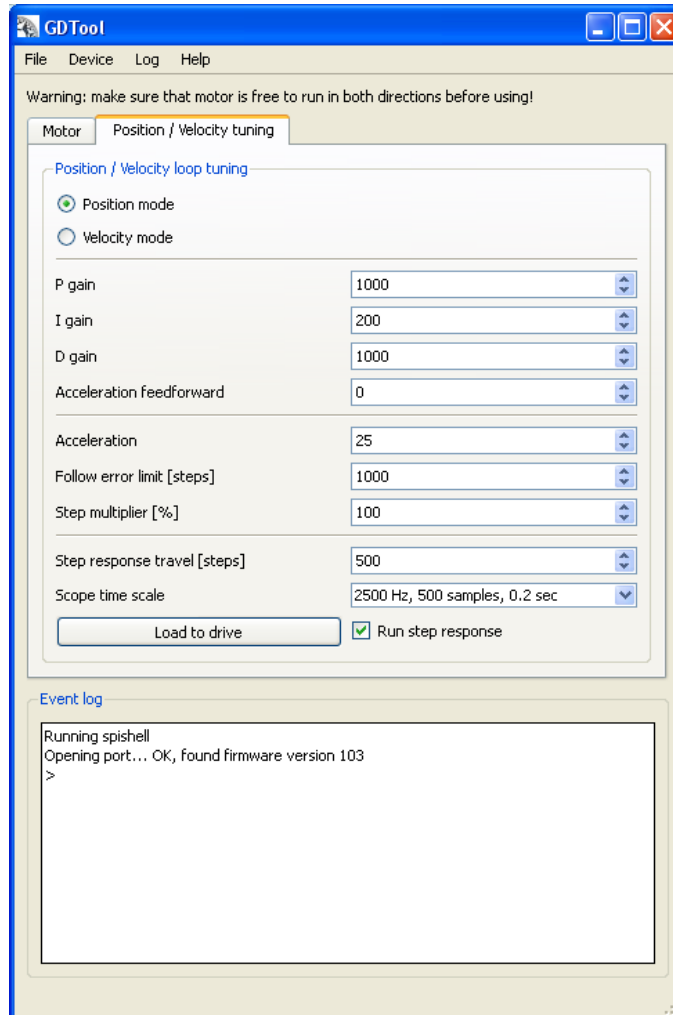 GDTool
File Device Log Help
Warning: make sure that motor is free to run in both directions before using!
Motor Position / Velocity tuning
Position / Velocity loop tuning
Position mode
Velocity mode
P gain 1000
I gain 200
D gain 1000
Acceleration feedforward 0
Acceleration 25
Follow error limit [steps] 1000
Step multiplier [%] 100
Step response travel [steps] 500
Scope time scale 2500 Hz, 500 samples, 0.2 sec
Load to drive Run step response
Event log
Running spishell
Opening port... OK, found firmware version 103
>